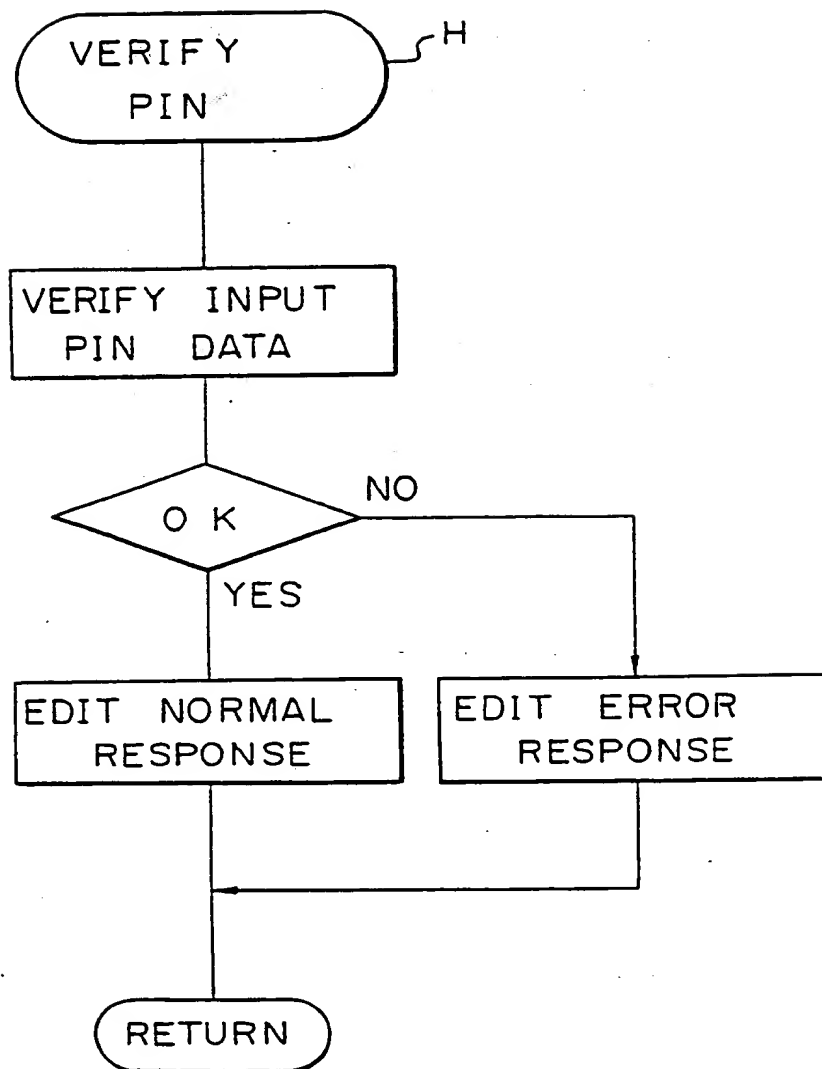 VERIFY
PIN
H
VERIFY INPUT
PIN DATA
OK
NO
YES
EDIT NORMAL
RESPONSE
EDIT ERROR
RESPONSE
RETURN